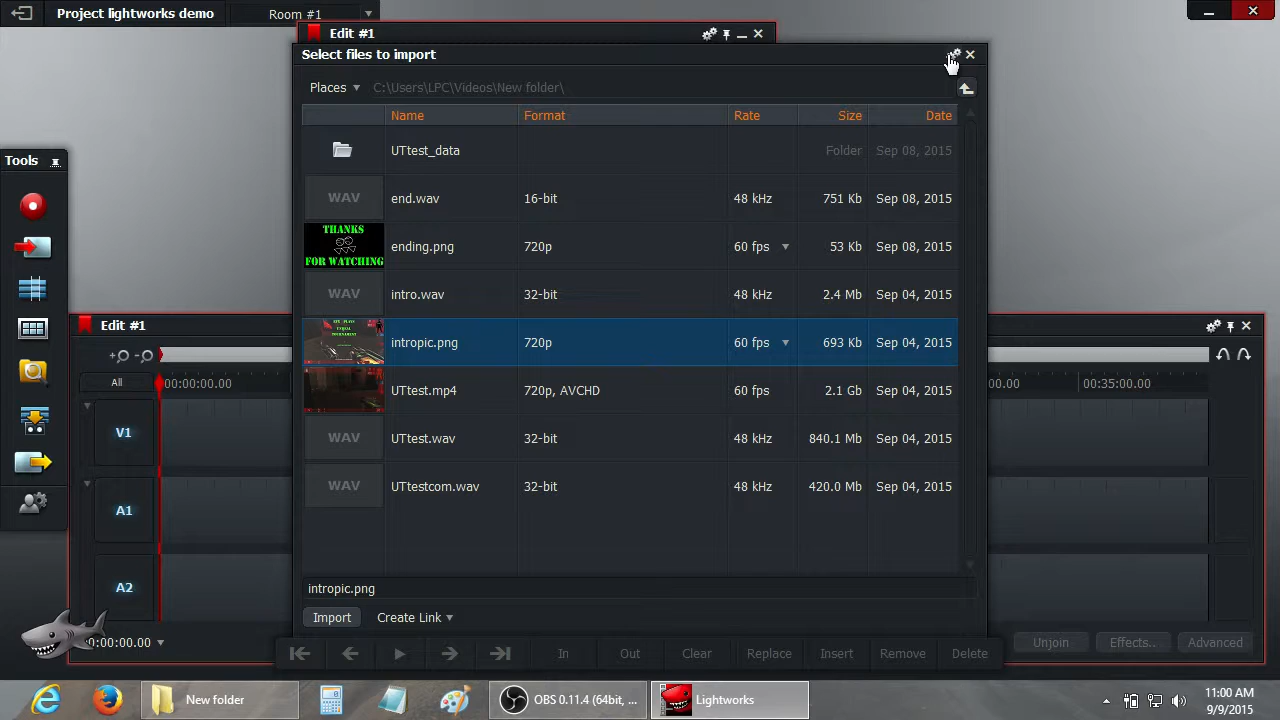 Project lightworks demo
Room #1
Edit #1
Select files to import
Places
C:\Users\LPC\Videos\New folder\
Name Format Rate Size Date
UTtest_data Folder Sep 08, 2015
WAV end.wav 16-bit 48 kHz 751 Kb Sep 08, 2015
THANKS
FOR WATCHING
ending.png 720p 60 fps 53 Kb Sep 08, 2015
WAV intro.wav 32-bit 48 kHz 2.4 Mb Sep 04, 2015
intropic.png 720p 60 fps 693 Kb Sep 04, 2015
UTtest.mp4 720p, AVCHD 60 fps 2.1 Gb Sep 04, 2015
WAV UTtest.wav 32-bit 48 kHz 840.1 Mb Sep 04, 2015
WAV UTtestcom.wav 32-bit 48 kHz 420.0 Mb Sep 04, 2015
intropic.png
Import Create Link
Tools
Edit #1
All 00:00:00.00 00:35:00.00
V1
A1
A2
Unjoin Effects.. Advanced
In Out Clear Replace Insert Remove Delete
New folder
OBS 0.11.4 (64bit, ...
Lightworks
11:00 AM
9/9/2015